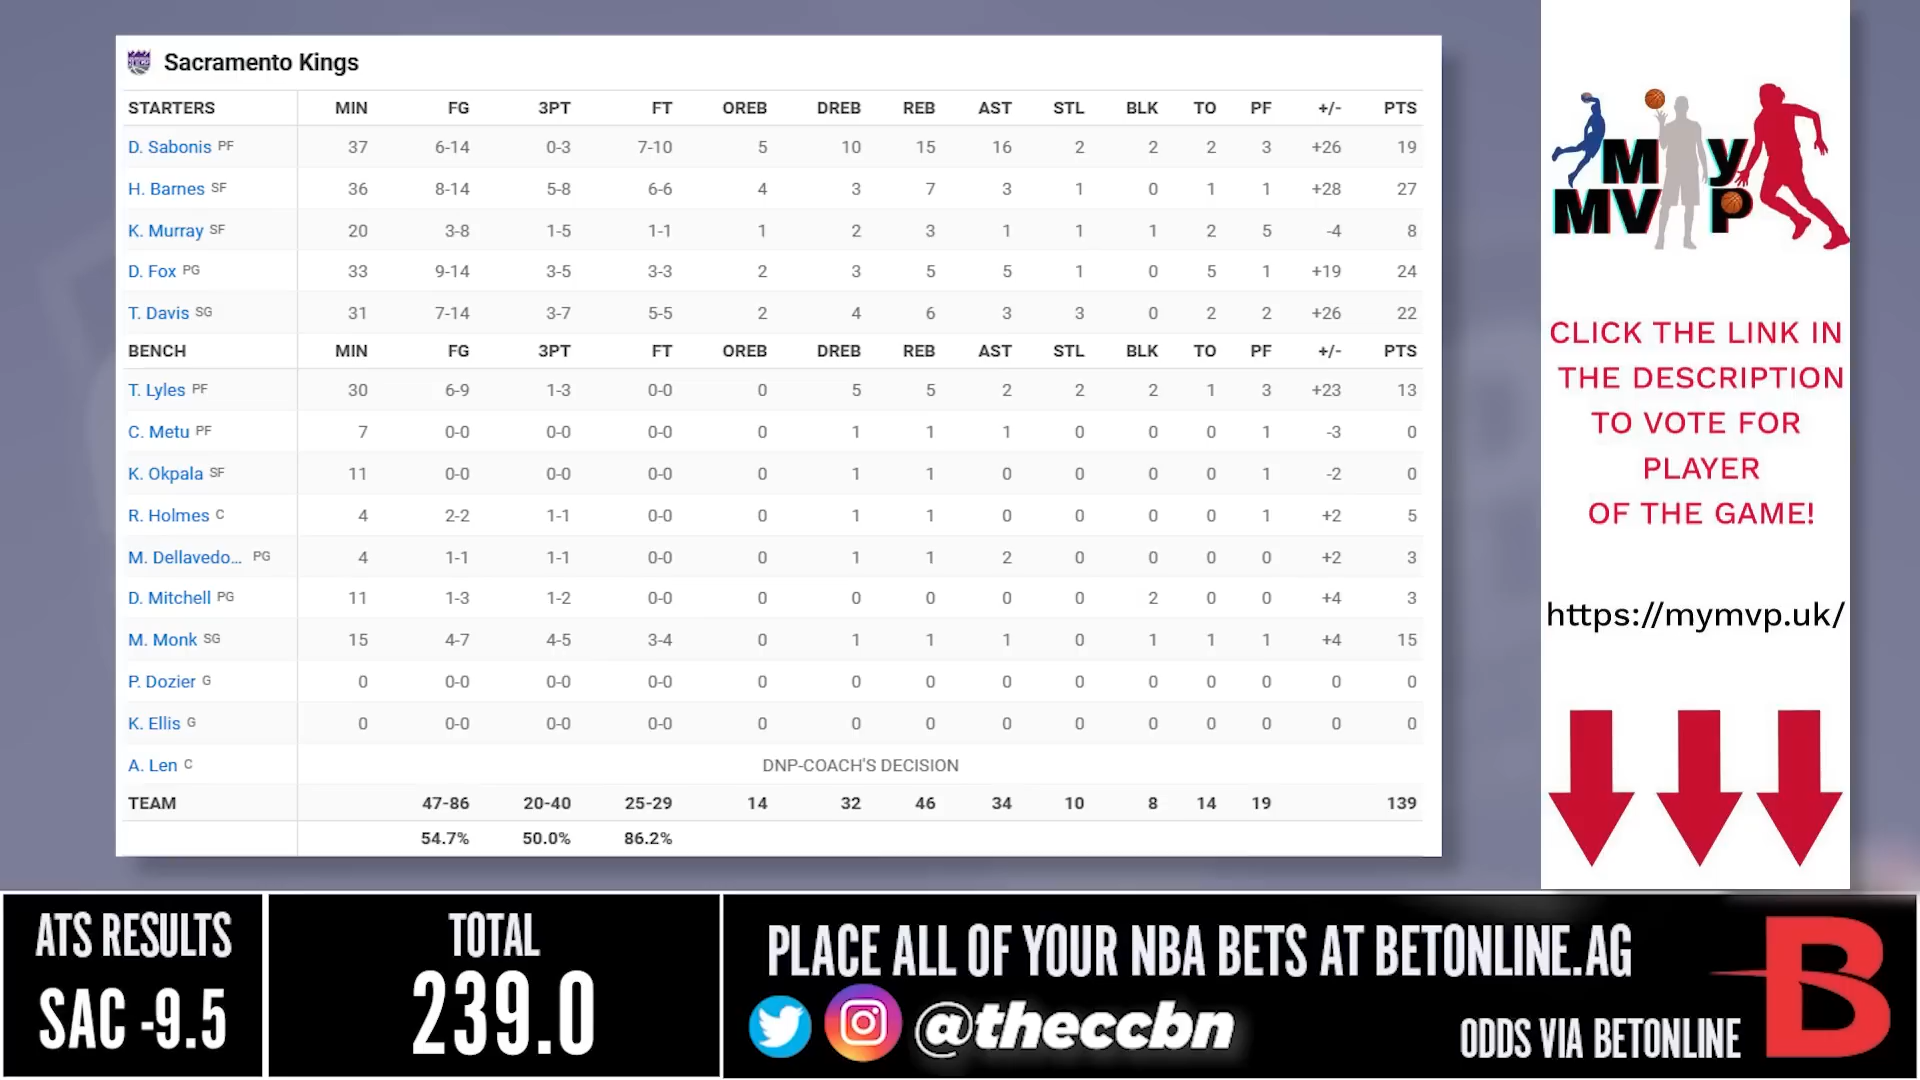 Sacramento Kings
STARTERS MIN FG 3PT FT OREB DREB REB AST STL BLK TO PF +/- PTS
D. Sabonis PF 37 6-14 0-3 7-10 5 10 15 16 2 2 2 3 +26 19
H. Barnes SF 36 8-14 5-8 6-6 4 3 7 3 1 0 1 1 +28 27
K. Murray SF 20 3-8 1-5 1-1 1 2 3 1 1 1 2 5 -4 8
D. Fox PG 33 9-14 3-5 3-3 2 3 5 5 1 0 5 1 +19 24
T. Davis SG 31 7-14 3-7 5-5 2 4 6 3 3 0 2 2 +26 22
BENCH MIN FG 3PT FT OREB DREB REB AST STL BLK TO PF +/- PTS
T. Lyles PF 30 6-9 1-3 0-0 0 5 5 2 2 2 1 3 +23 13
C. Metu PF 7 0-0 0-0 0-0 0 1 1 1 0 0 0 1 -3 0
K. Okpala SF 11 0-0 0-0 0-0 0 1 1 0 0 0 0 1 -2 0
R. Holmes C 4 2-2 1-1 0-0 0 1 1 0 0 0 0 1 +2 5
M. Dellavedo... PG 4 1-1 1-1 0-0 0 1 1 2 0 0 0 0 +2 3
D. Mitchell PG 11 1-3 1-2 0-0 0 0 0 0 0 2 0 0 +4 3
M. Monk SG 15 4-7 4-5 3-4 0 1 1 1 0 1 1 1 +4 15
P. Dozier G 0 0-0 0-0 0-0 0 0 0 0 0 0 0 0 0 0
K. Ellis G 0 0-0 0-0 0-0 0 0 0 0 0 0 0 0 0 0
A. Len C DNP-COACH'S DECISION
TEAM 47-86 20-40 25-29 14 32 46 34 10 8 14 19 139
54.7% 50.0% 86.2%
My
MVP
CLICK THE LINK IN
THE DESCRIPTION
TO VOTE FOR
PLAYER
OF THE GAME!
https://mymvp.uk/
ATS RESULTS
SAC -9.5
TOTAL
239.0
PLACE ALL OF YOUR NBA BETS AT BETONLINE.AG
@theccbn
ODDS VIA BETONLINE
B